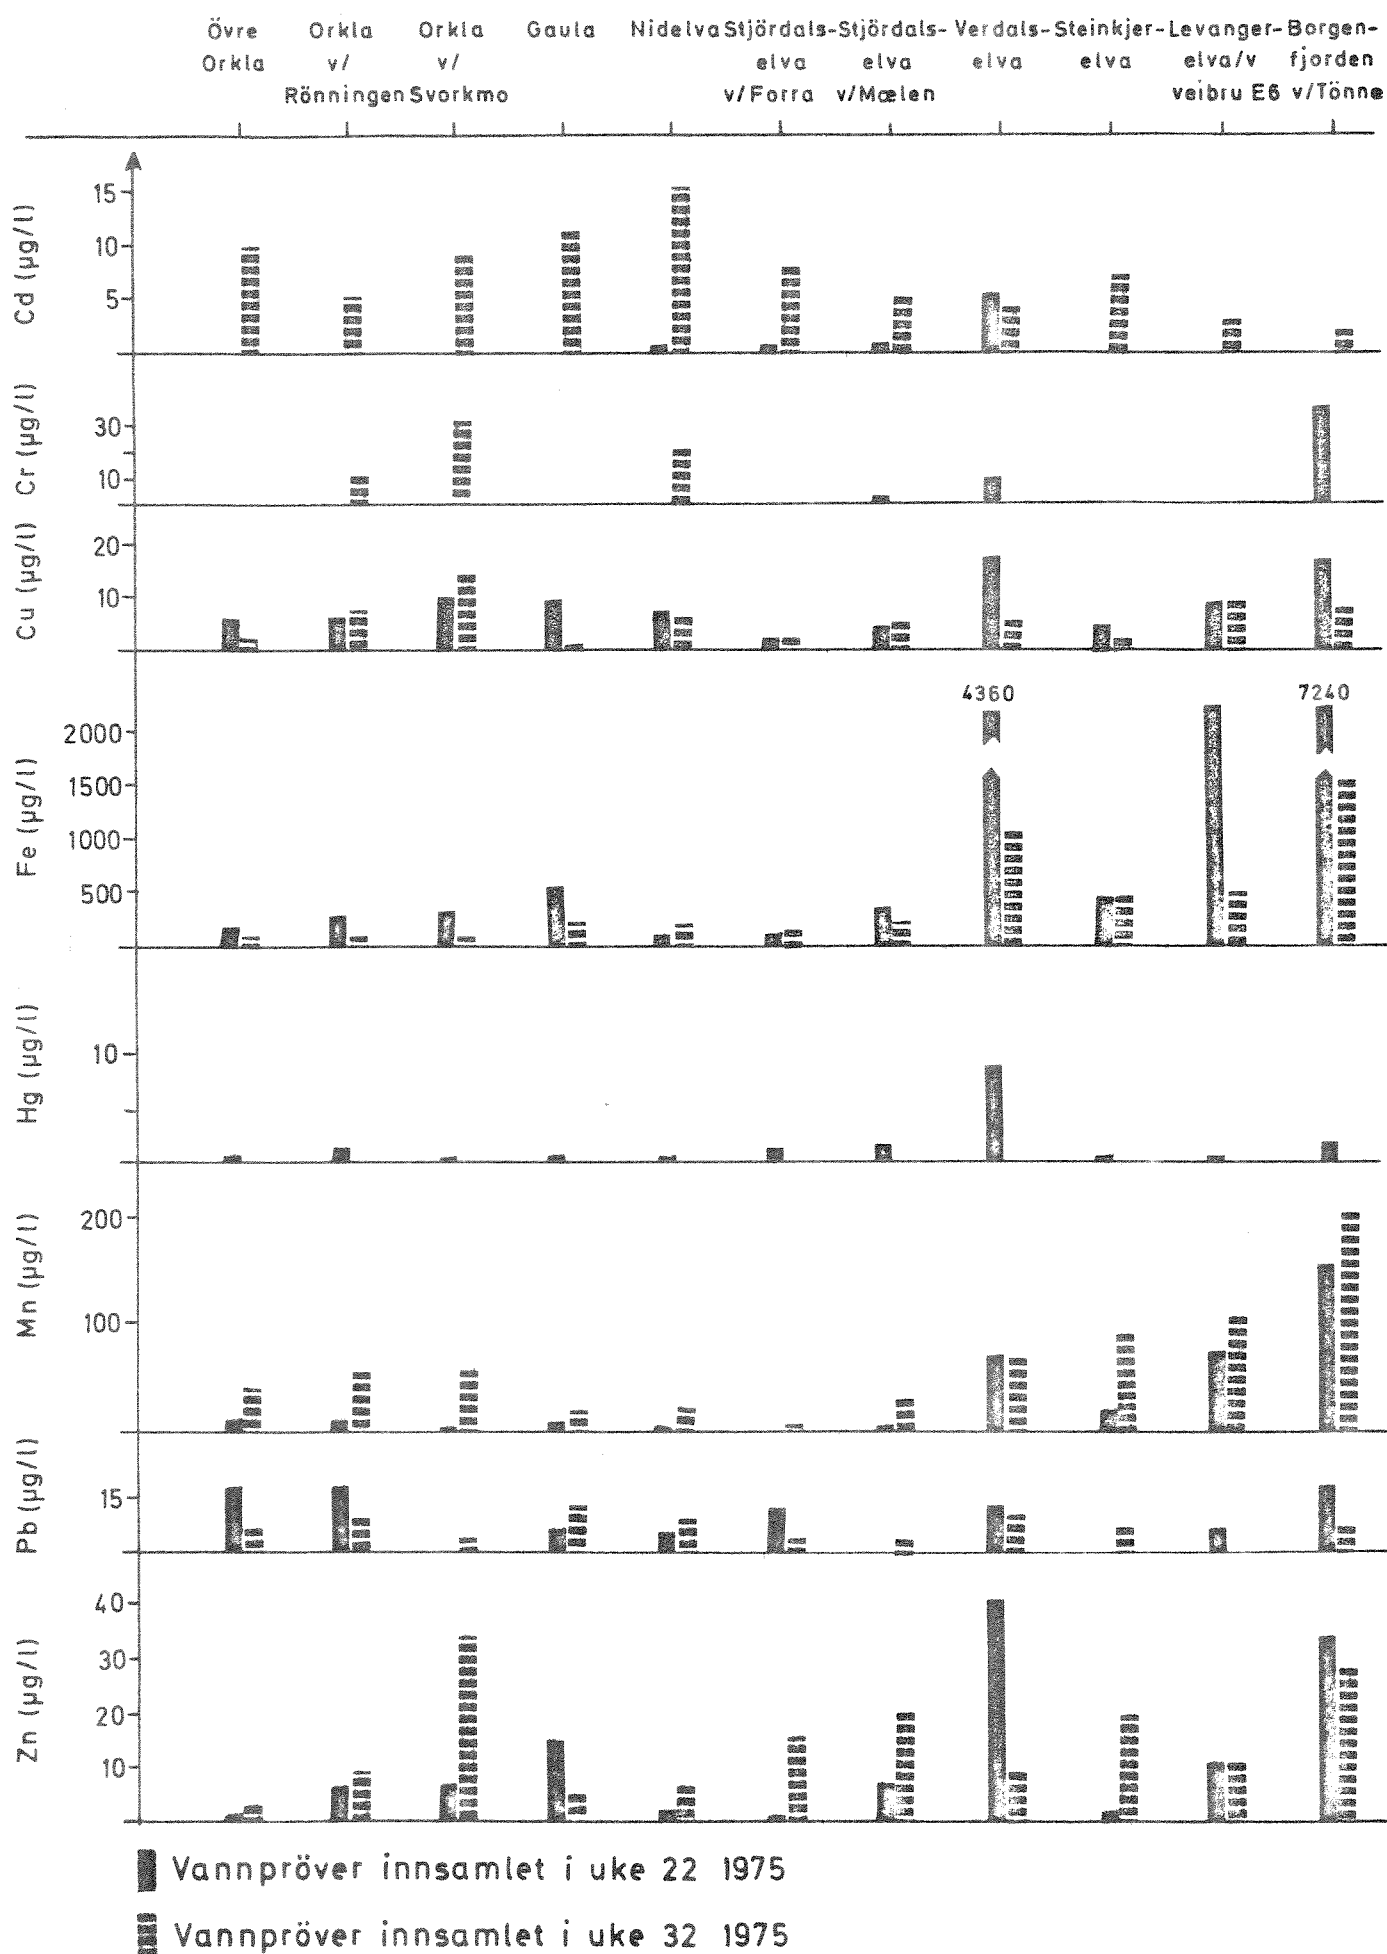 Övre Orkla Orkla Gaula Nidelva Stjördals- Stjördals- Verdals- Steinkjer- Levanger- Borgen-
Orkla v/ v/ elva elva elva elva elva/v fjorden
Rönningen Svorkmo v/Forra v/Mælen veibru E6 v/Tönne
Cd (µg/l)
15
10
5
Cr (µg/l)
30
10
Cu (µg/l)
20
10
Fe (µg/l)
4360 7240
2000
1500
1000
500
Hg (µg/l)
10
Mn (µg/l)
200
100
Pb (µg/l)
15
Zn (µg/l)
40
30
20
10
Vannpröver innsamlet i uke 22 1975
Vannpröver innsamlet i uke 32 1975